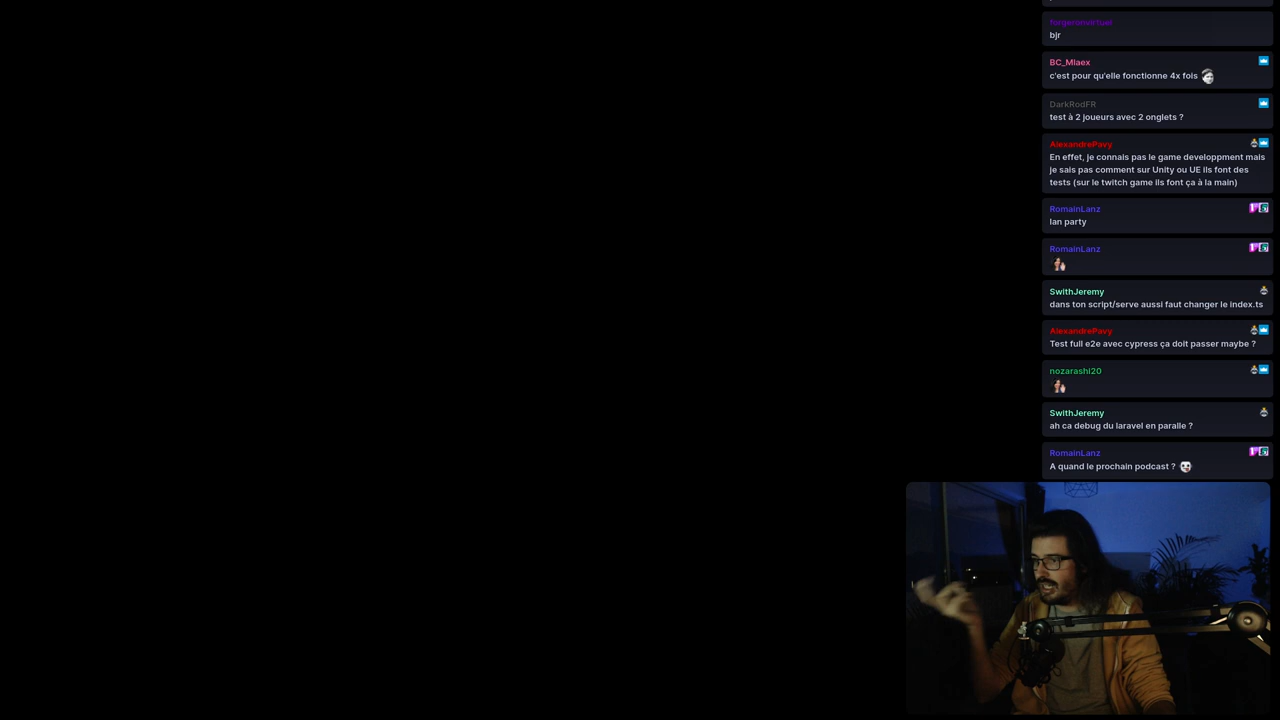 forgeronvirtuel
bjr
BC_Miaex
c'est pour qu'elle fonctionne 4x fois
DarkRodFR
test à 2 joueurs avec 2 onglets ?
AlexandrePavy
En effet, je connais pas le game developpment mais
je sais pas comment sur Unity ou UE ils font des
tests (sur le twitch game ils font ça à la main)
RomainLanz
lan party
RomainLanz
SwithJeremy
dans ton script/serve aussi faut changer le index.ts
AlexandrePavy
Test full e2e avec cypress ça doit passer maybe ?
nozarashi20
SwithJeremy
ah ca debug du laravel en paralle ?
RomainLanz
A quand le prochain podcast ?